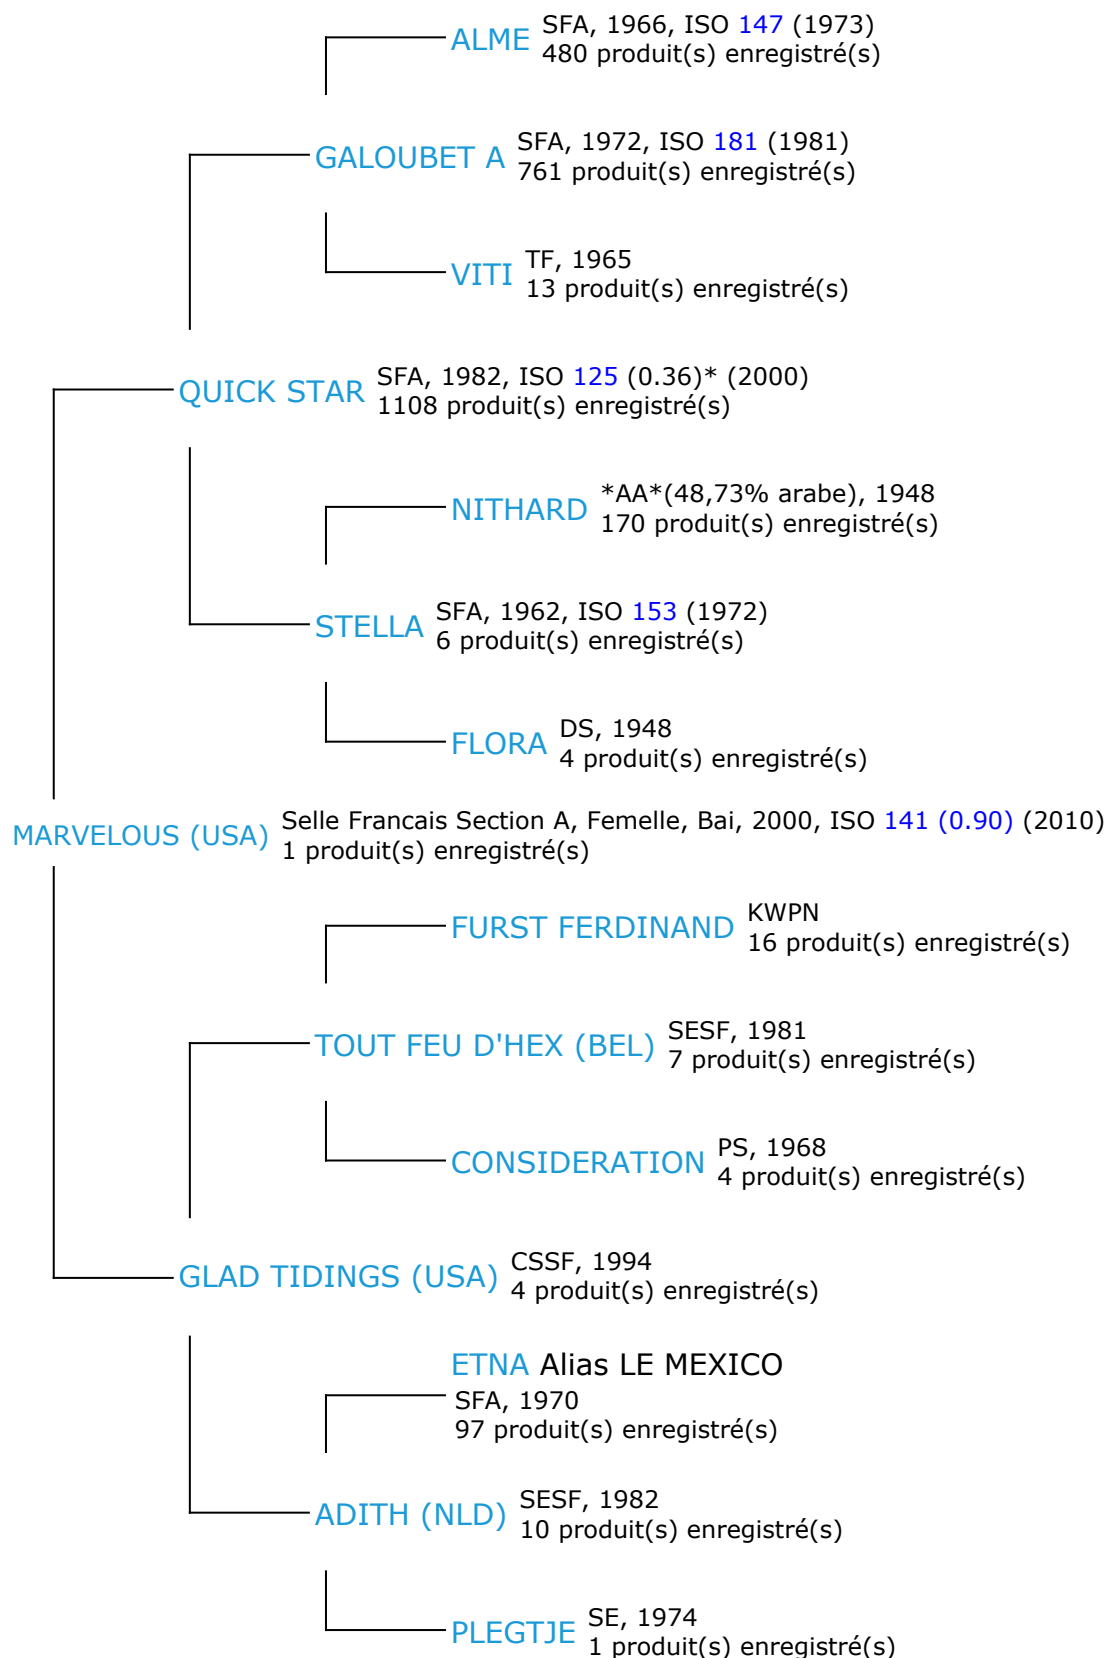 ALME SFA, 1966, ISO 147 (1973)
480 produit(s) enregistré(s)
GALOUBET A SFA, 1972, ISO 181 (1981)
761 produit(s) enregistré(s)
VITI TF, 1965
13 produit(s) enregistré(s)
QUICK STAR SFA, 1982, ISO 125 (0.36)* (2000)
1108 produit(s) enregistré(s)
NITHARD *AA*(48,73% arabe), 1948
170 produit(s) enregistré(s)
STELLA SFA, 1962, ISO 153 (1972)
6 produit(s) enregistré(s)
FLORA DS, 1948
4 produit(s) enregistré(s)
MARVELOUS (USA) Selle Francais Section A, Femelle, Bai, 2000, ISO 141 (0.90) (2010)
1 produit(s) enregistré(s)
FURST FERDINAND KWPN
16 produit(s) enregistré(s)
TOUT FEU D'HEX (BEL) SESF, 1981
7 produit(s) enregistré(s)
CONSIDERATION PS, 1968
4 produit(s) enregistré(s)
GLAD TIDINGS (USA) CSSF, 1994
4 produit(s) enregistré(s)
ETNA Alias LE MEXICO
SFA, 1970
97 produit(s) enregistré(s)
ADITH (NLD) SESF, 1982
10 produit(s) enregistré(s)
PLEGTJE SE, 1974
1 produit(s) enregistré(s)